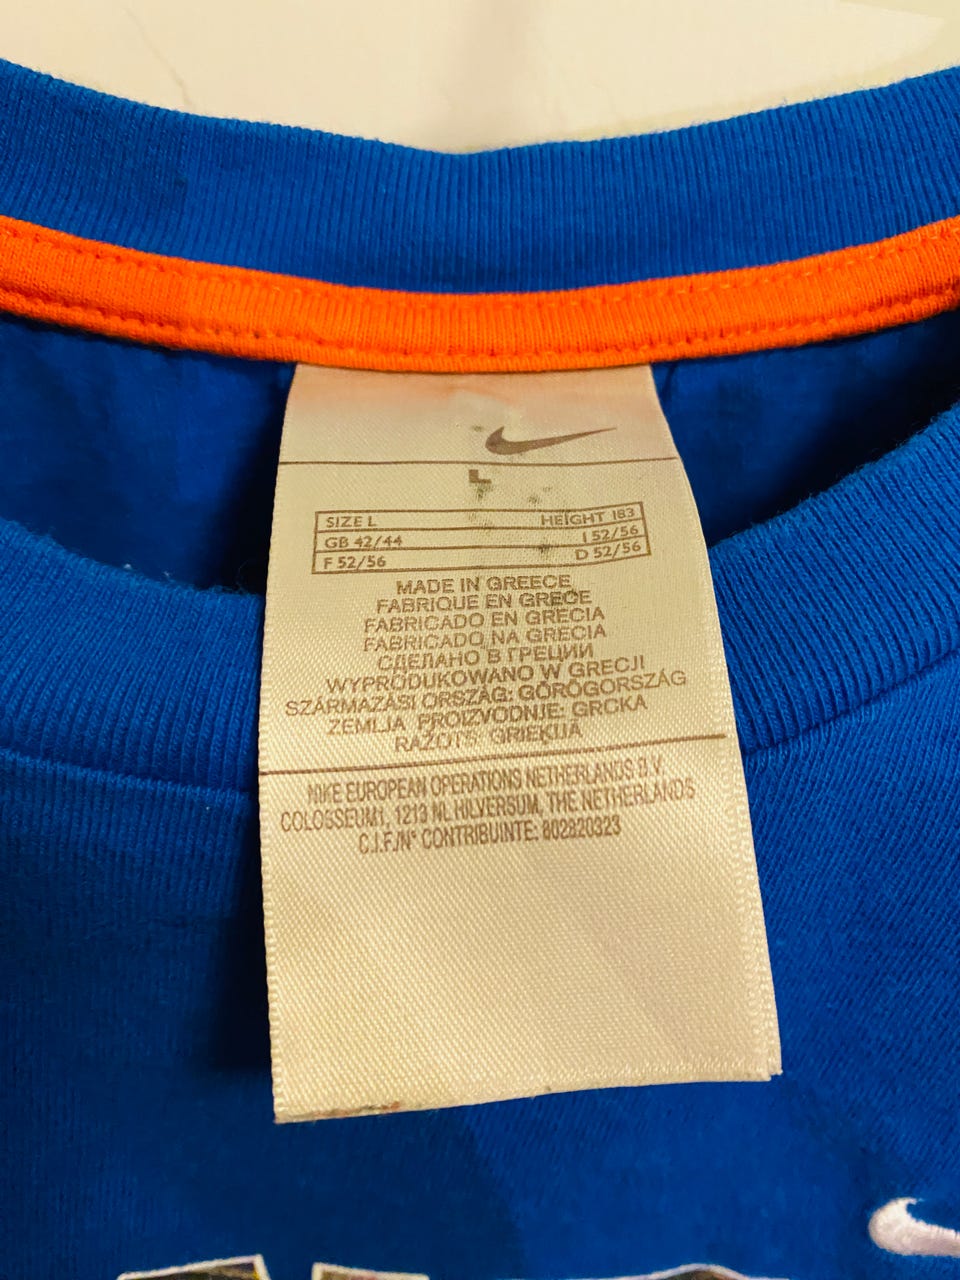 L
SIZE L HEIGHT 183
GB 42/44 I 52/56
F 52/56 D 52/56
MADE IN GREECE
FABRIQUE EN GRECE
FABRICADO EN GRECIA
FABRICADO NA GRECIA
СДЕЛАНО В ГРЕЦИИ
WYPRODUKOWANO W GRECJI
SZÁRMAZÁSI ORSZÁG: GÖRÖGORSZÁG
ZEMLJA PROIZVODNJE: GRCKA
RAŽOTS: GRIEĶIJA
NIKE EUROPEAN OPERATIONS NETHERLANDS B.V.
COLOSSEUM1, 1213 NL HILVERSUM, THE NETHERLANDS
C.I.F./N° CONTRIBUINTE: 802820323